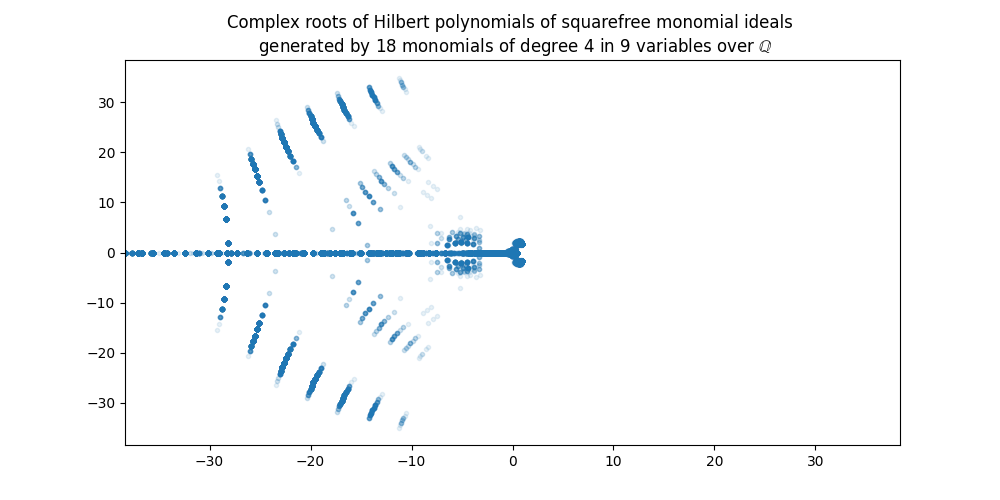 Complex roots of Hilbert polynomials of squarefree monomial ideals
generated by 18 monomials of degree 4 in 9 variables over ℚ
30
20
10
0
−10
−20
−30
−30 −20 −10 0 10 20 30